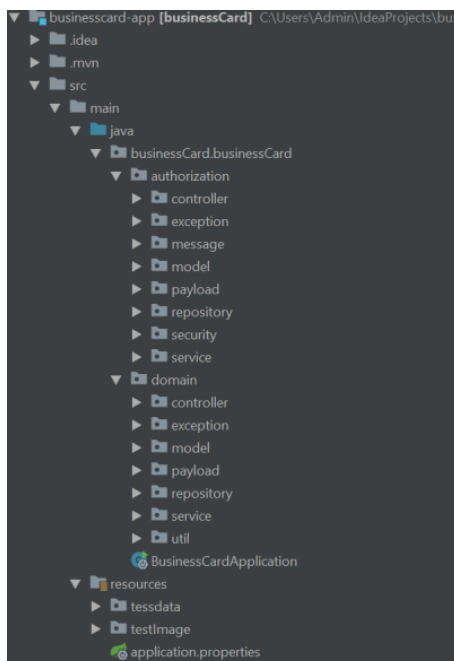 businesscard-app [businessCard] C:\Users\Admin\IdeaProjects\bu
.idea
.mvn
src
main
java
businessCard.businessCard
authorization
controller
exception
message
model
payload
repository
security
service
domain
controller
exception
model
payload
repository
service
util
BusinessCardApplication
resources
tessdata
testImage
application.properties